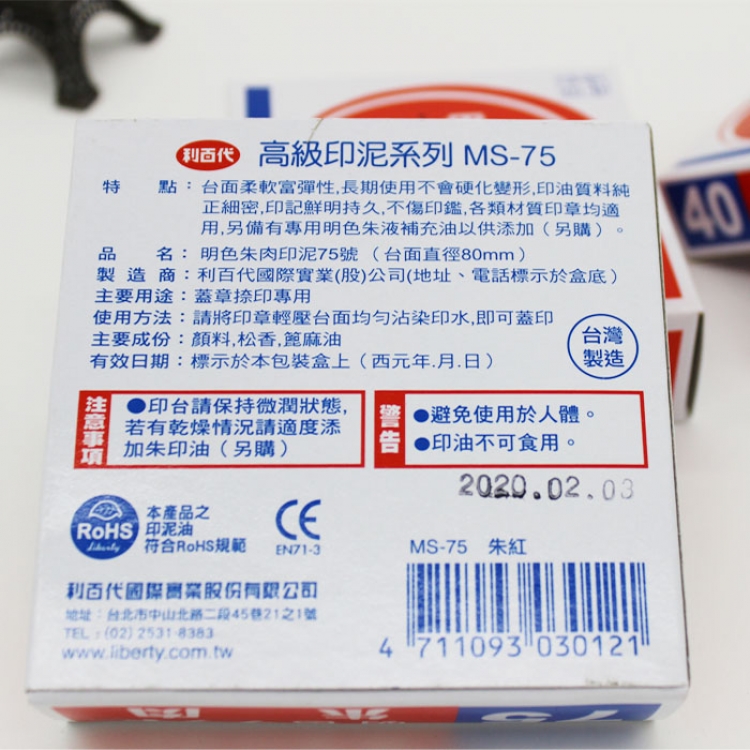 利百代 高級印泥系列 MS-75
特點：台面柔軟富彈性,長期使用不會硬化變形,印油質料純
正細密,印記鮮明持久,不傷印鑑,各類材質印章均適
用,另備有專用明色朱液補充油以供添加（另購）。
品名：明色朱肉印泥75號（台面直徑80mm）
製造商：利百代國際實業(股)公司(地址、電話標示於盒底)
主要用途：蓋章捺印專用
使用方法：請將印章輕壓台面均勻沾染印水,即可蓋印
主要成份：顏料,松香,篦麻油
有效日期：標示於本包裝盒上（西元年.月.日）
台灣
製造
注意事項
●印台請保持微潤狀態,
若有乾燥情況請適度添
加朱印油（另購）
警告
●避免使用於人體。
●印油不可食用。
2020.02.03
RoHS
Liberty
本產品之
印泥油
符合RoHS規範
CE
EN71-3
MS-75 朱紅
利百代國際實業股份有限公司
地址：台北市中山北路二段45巷21之1號
TEL：(02) 2531-8383
www.liberty.com.tw
4 711093 030121
40